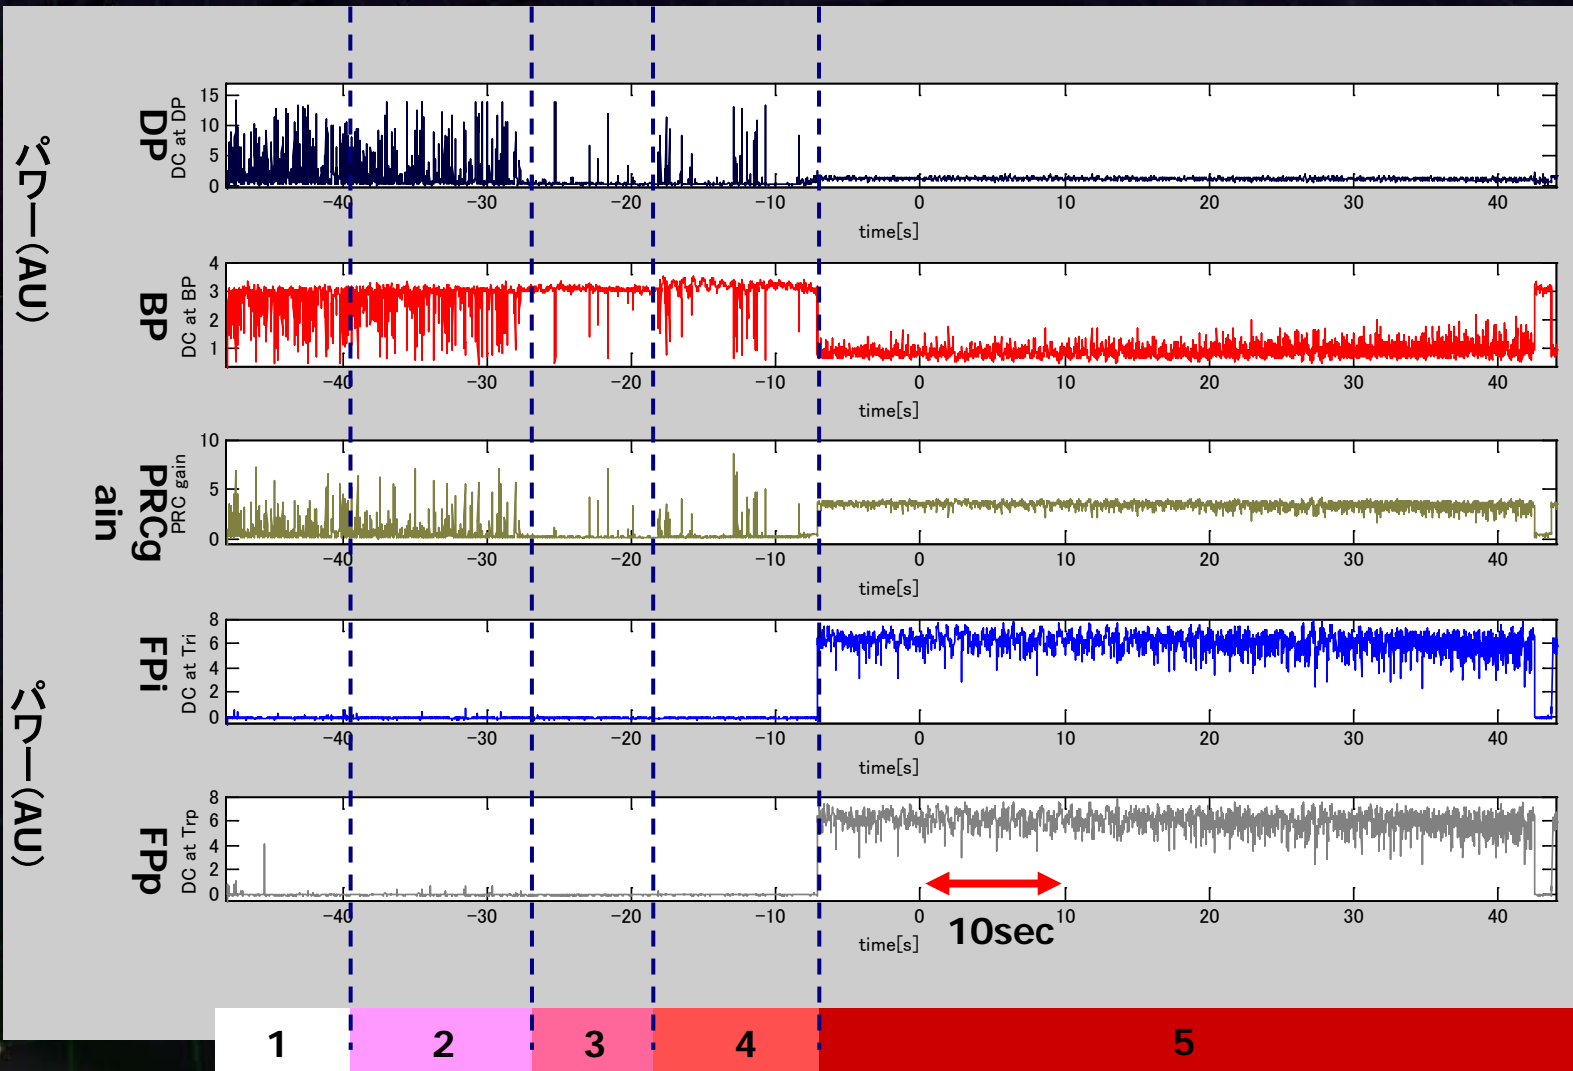 パワー(AU)
DP
DC at DP
15
10
5
0
-40 -30 -20 -10 0 10 20 30 40
time[s]
BP
DC at BP
4
3
2
1
-40 -30 -20 -10 0 10 20 30 40
time[s]
PRCg
ain
PRC gain
10
5
0
-40 -30 -20 -10 0 10 20 30 40
time[s]
パワー(AU)
FPi
DC at Tri
8
6
4
2
0
-40 -30 -20 -10 0 10 20 30 40
time[s]
FPp
DC at Trp
8
6
4
2
0
-40 -30 -20 -10 0 10 20 30 40
time[s]
10sec
1 2 3 4 5